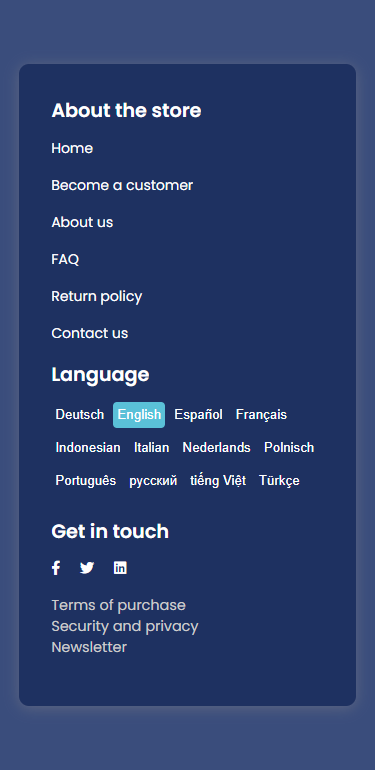 About the store
Home
Become a customer
About us
FAQ
Return policy
Contact us
Language
Deutsch English Español Français
Indonesian Italian Nederlands Polnisch
Português русский tiếng Việt Türkçe
Get in touch
Terms of purchase
Security and privacy
Newsletter